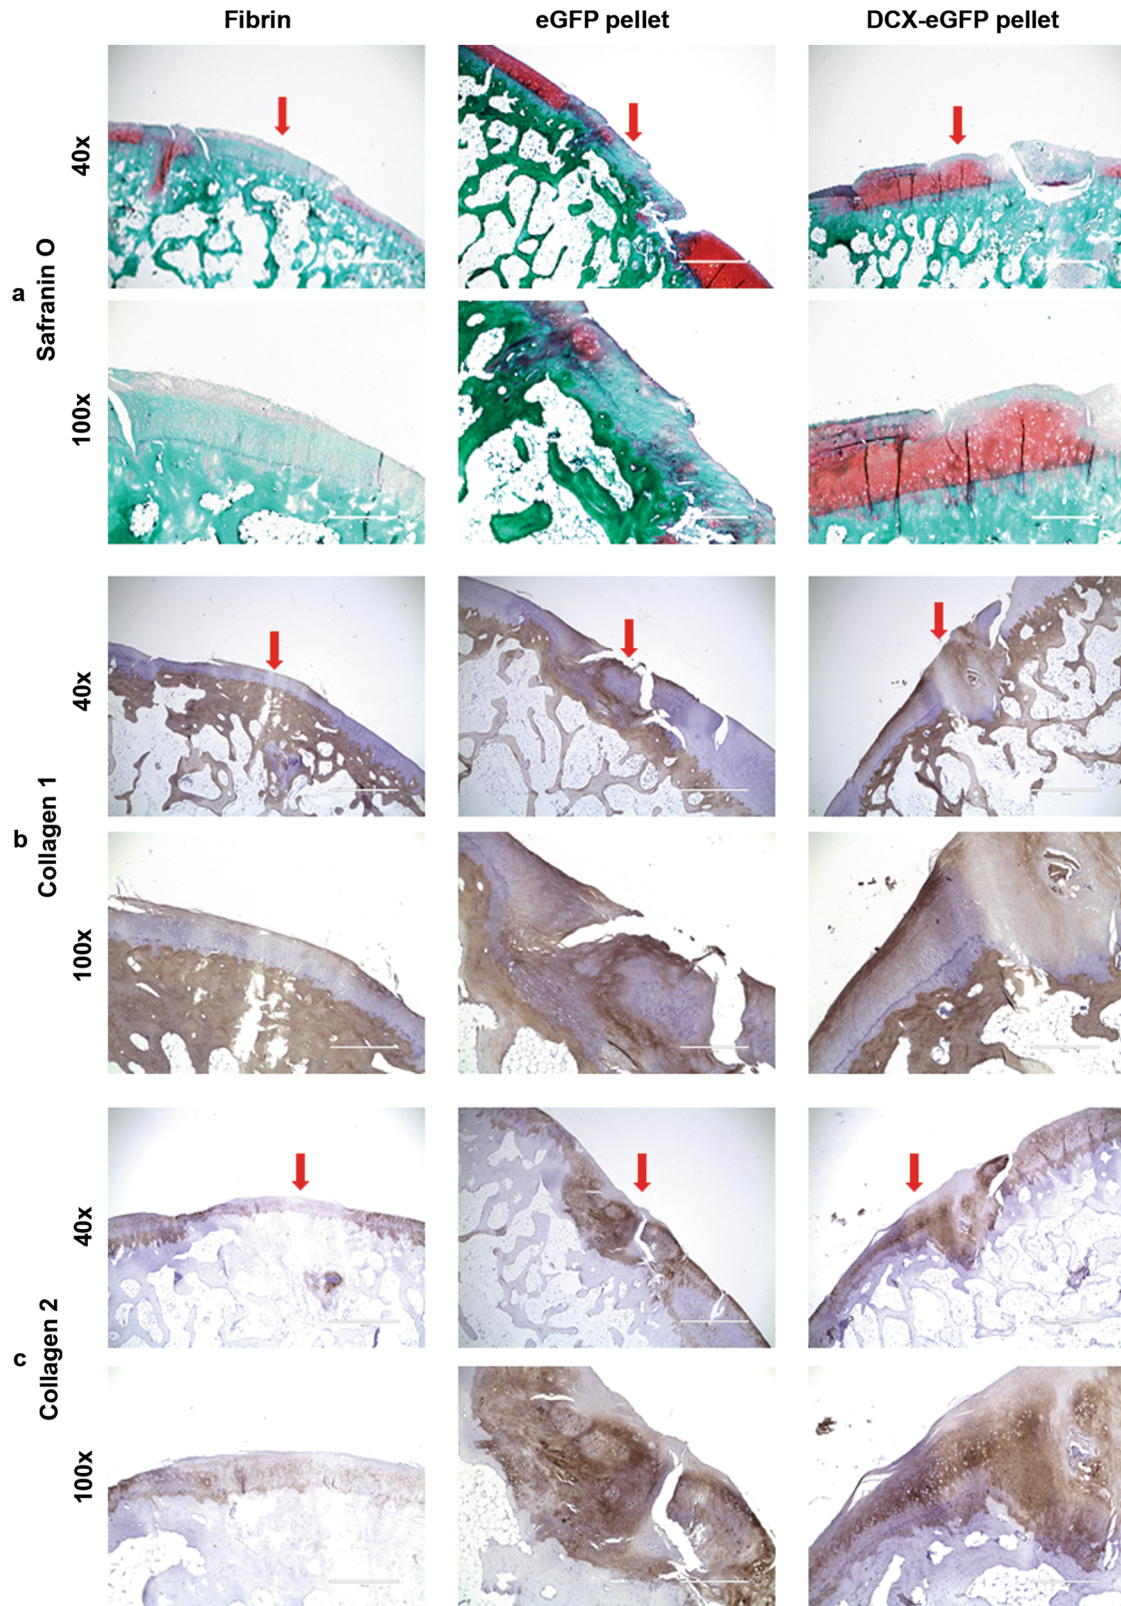 Fibrin eGFP pellet DCX-eGFP pellet
a
Safranin O
40x
100x
b
Collagen 1
40x
100x
c
Collagen 2
40x
100x